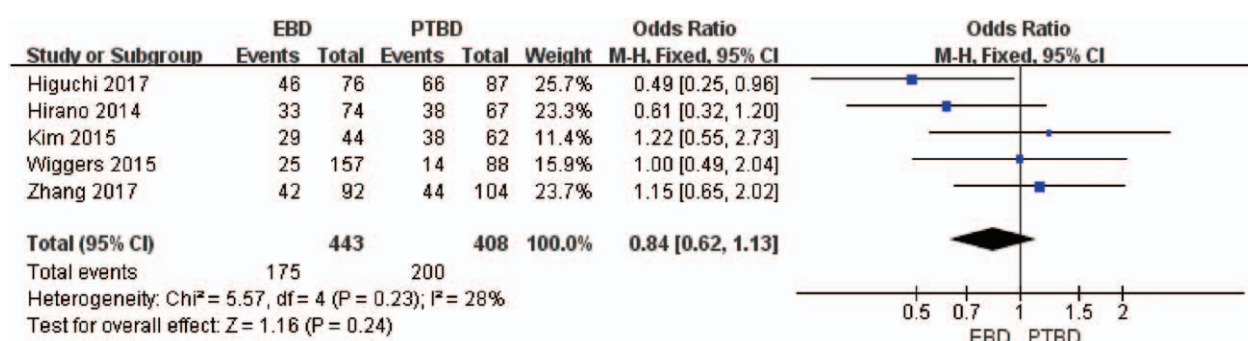 EBD PTBD Odds Ratio Odds Ratio
Study or Subgroup Events Total Events Total Weight M-H, Fixed, 95% CI M-H, Fixed, 95% CI
Higuchi 2017 46 76 66 87 25.7% 0.49 [0.25, 0.96]
Hirano 2014 33 74 38 67 23.3% 0.61 [0.32, 1.20]
Kim 2015 29 44 38 62 11.4% 1.22 [0.55, 2.73]
Wiggers 2015 25 157 14 88 15.9% 1.00 [0.49, 2.04]
Zhang 2017 42 92 44 104 23.7% 1.15 [0.65, 2.02]
Total (95% CI) 443 408 100.0% 0.84 [0.62, 1.13]
Total events 175 200
Heterogeneity: Chi² = 5.57, df = 4 (P = 0.23); I² = 28%
Test for overall effect: Z = 1.16 (P = 0.24)
0.5 0.7 1 1.5 2
EBD PTBD